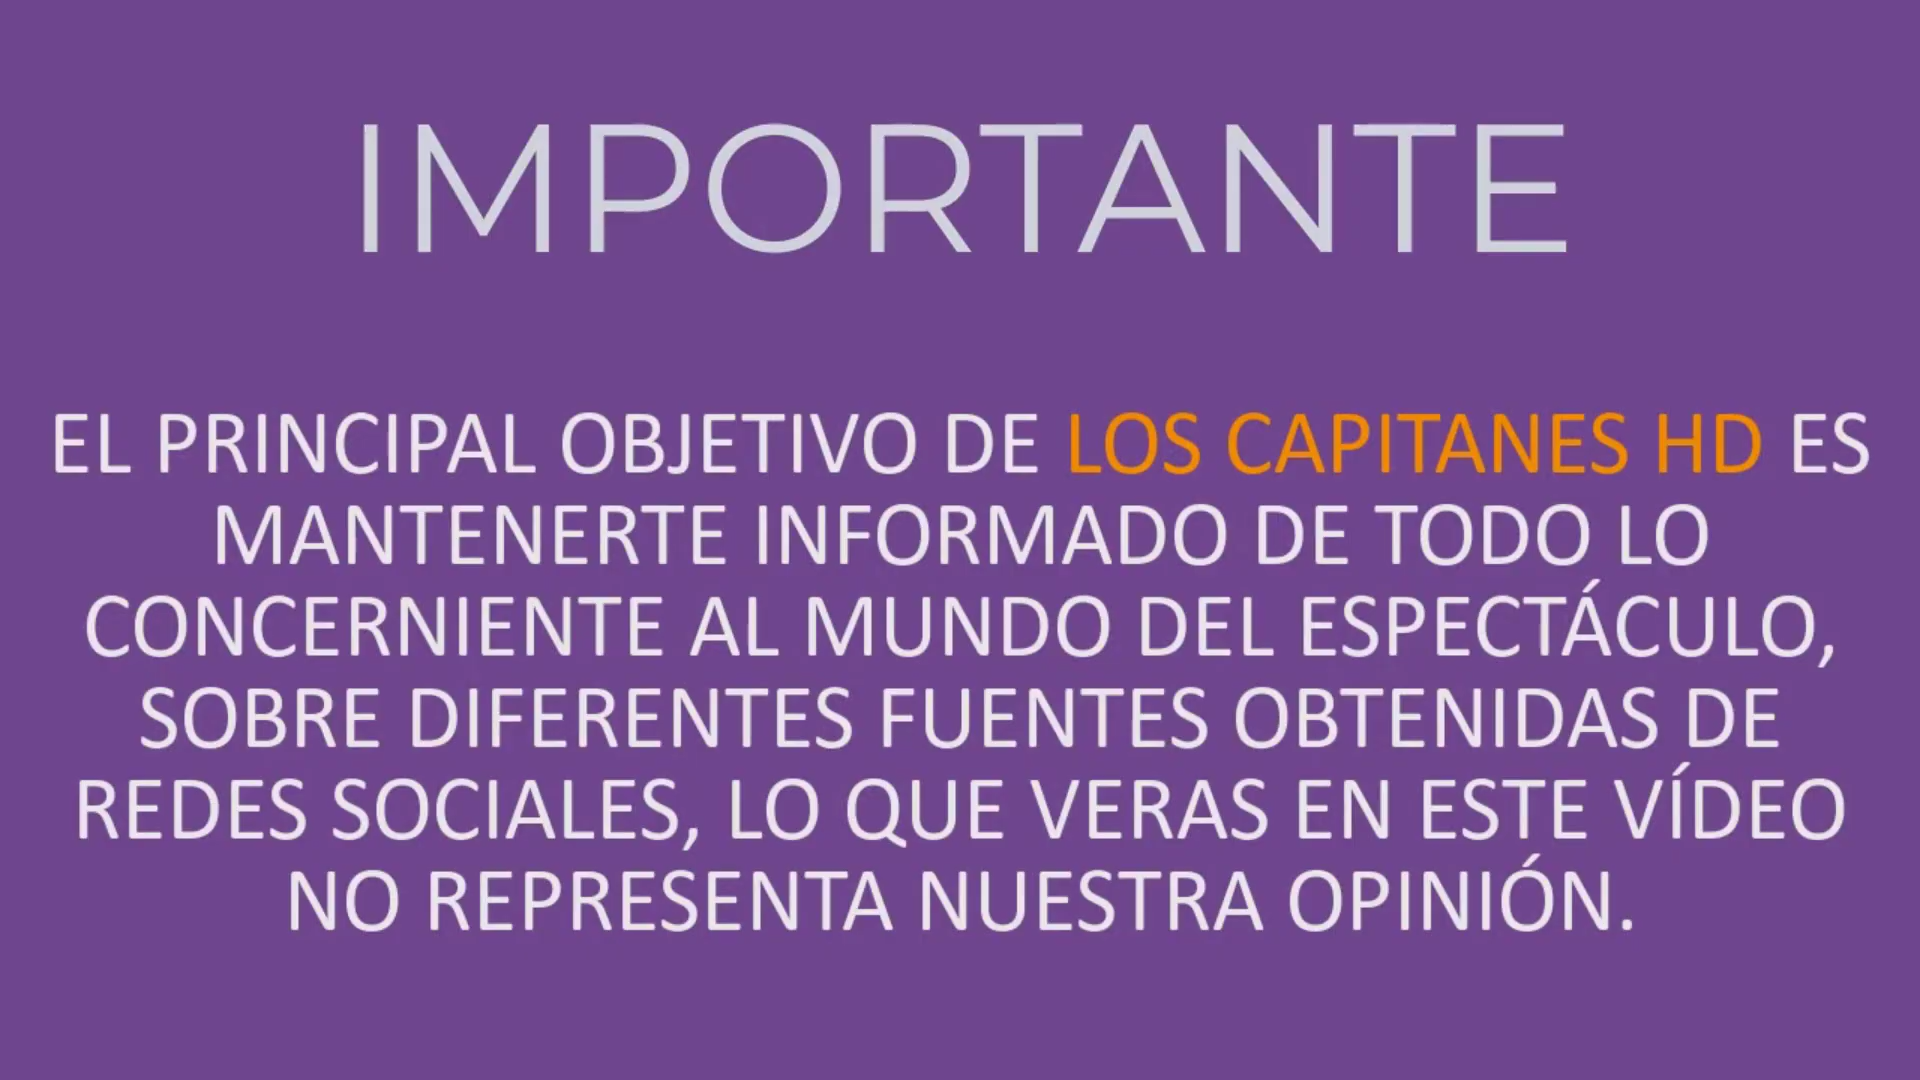 IMPORTANTE
EL PRINCIPAL OBJETIVO DE LOS CAPITANES HD ES
MANTENERTE INFORMADO DE TODO LO
CONCERNIENTE AL MUNDO DEL ESPECTÁCULO,
SOBRE DIFERENTES FUENTES OBTENIDAS DE
REDES SOCIALES, LO QUE VERAS EN ESTE VÍDEO
NO REPRESENTA NUESTRA OPINIÓN.